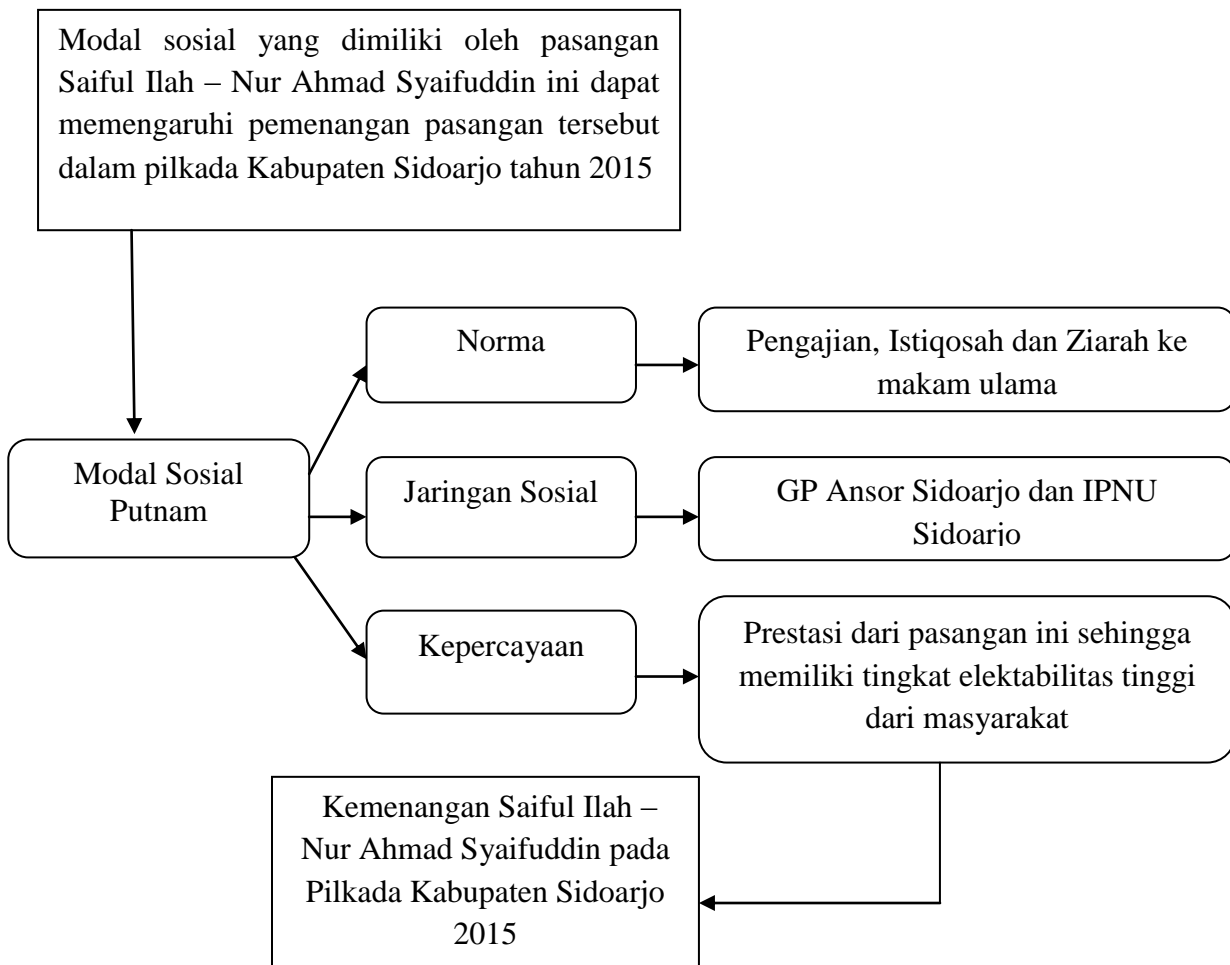 Modal sosial yang dimiliki oleh pasangan
Saiful Ilah – Nur Ahmad Syaifuddin ini dapat
memengaruhi pemenangan pasangan tersebut
dalam pilkada Kabupaten Sidoarjo tahun 2015
Norma
Pengajian, Istiqosah dan Ziarah ke
makam ulama
Modal Sosial
Putnam
Jaringan Sosial
GP Ansor Sidoarjo dan IPNU
Sidoarjo
Kepercayaan
Prestasi dari pasangan ini sehingga
memiliki tingkat elektabilitas tinggi
dari masyarakat
Kemenangan Saiful Ilah –
Nur Ahmad Syaifuddin pada
Pilkada Kabupaten Sidoarjo
2015